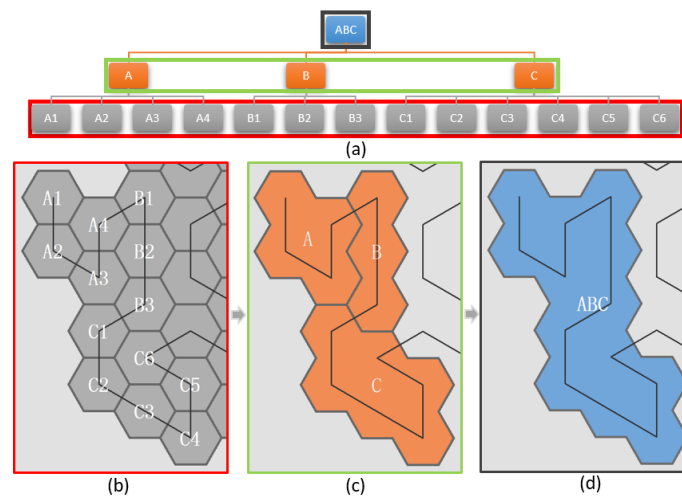 ABC
A B C
A1 A2 A3 A4 B1 B2 B3 C1 C2 C3 C4 C5 C6
(a)
A1 B1
A4
A2 B2
A3
B3
C1
C6
C2 C5
C3
C4
A
B
C
ABC
(b) (c) (d)